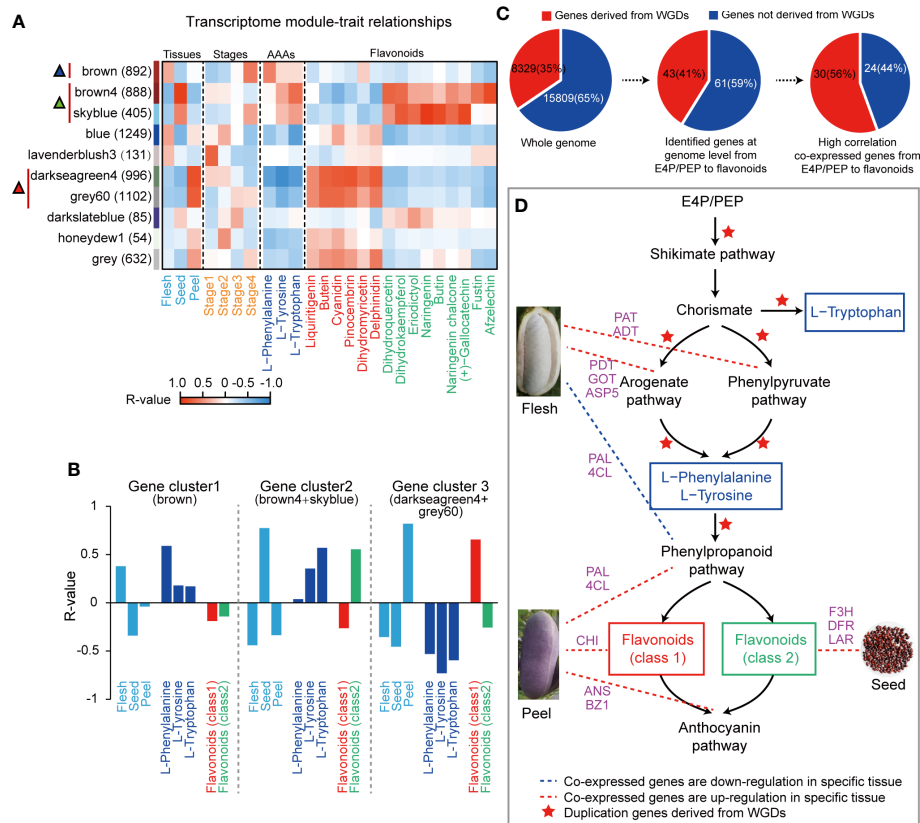 A
Transcriptome module-trait relationships
Tissues
Stages
AAAs
Flavonoids
brown (892)
brown4 (888)
skyblue (405)
blue (1249)
lavenderblush3 (131)
darkseagreen4 (996)
grey60 (1102)
darkslateblue (85)
honeydew1 (54)
grey (632)
Flesh
Seed
Peel
Stage1
Stage2
Stage3
Stage4
L-Phenylalanine
L-Tyrosine
L-Tryptophan
Liquiritigenin
Butein
Cyanidin
Pinocembrin
Dihydromyricetin
Delphinidin
Dihydroquercetin
Dihydrokaempferol
Eriodictyol
Naringenin
Butin
Naringenin chalcone
(+)-Gallocatechin
Fustin
Afzelechin
1.0 0.5 0 -0.5 -1.0
R-value
B
Gene cluster1
(brown)
Gene cluster2
(brown4+skyblue)
Gene cluster 3
(darkseagreen4+
grey60)
R-value
1
0.5
0
-0.5
-1
Flesh
Seed
Peel
L-Phenylalanine
L-Tyrosine
L-Tryptophan
Flavonoids (class1)
Flavonoids (class2)
Flesh
Seed
Peel
L-Phenylalanine
L-Tyrosine
L-Tryptophan
Flavonoids (class1)
Flavonoids (class2)
Flesh
Seed
Peel
L-Phenylalanine
L-Tyrosine
L-Tryptophan
Flavonoids (class1)
Flavonoids (class2)
C
Genes derived from WGDs
Genes not derived from WGDs
8329(35%)
15809(65%)
Whole genome
43(41%)
61(59%)
Identified genes at
genome level from
E4P/PEP to flavonoids
30(56%)
24(44%)
High correlation
co-expressed genes from
E4P/PEP to flavonoids
D
E4P/PEP
Shikimate pathway
Chorismate
L-Tryptophan
PAT
ADT
PDT
GOT
ASP5
Arogenate
pathway
Phenylpyruvate
pathway
Flesh
PAL
4CL
L-Phenylalanine
L-Tyrosine
Phenylpropanoid
pathway
PAL
4CL
CHI
Flavonoids
(class 1)
Flavonoids
(class 2)
F3H
DFR
LAR
Seed
ANS
BZ1
Peel
Anthocyanin
pathway
Co-expressed genes are down-regulation in specific tissue
Co-expressed genes are up-regulation in specific tissue
Duplication genes derived from WGDs